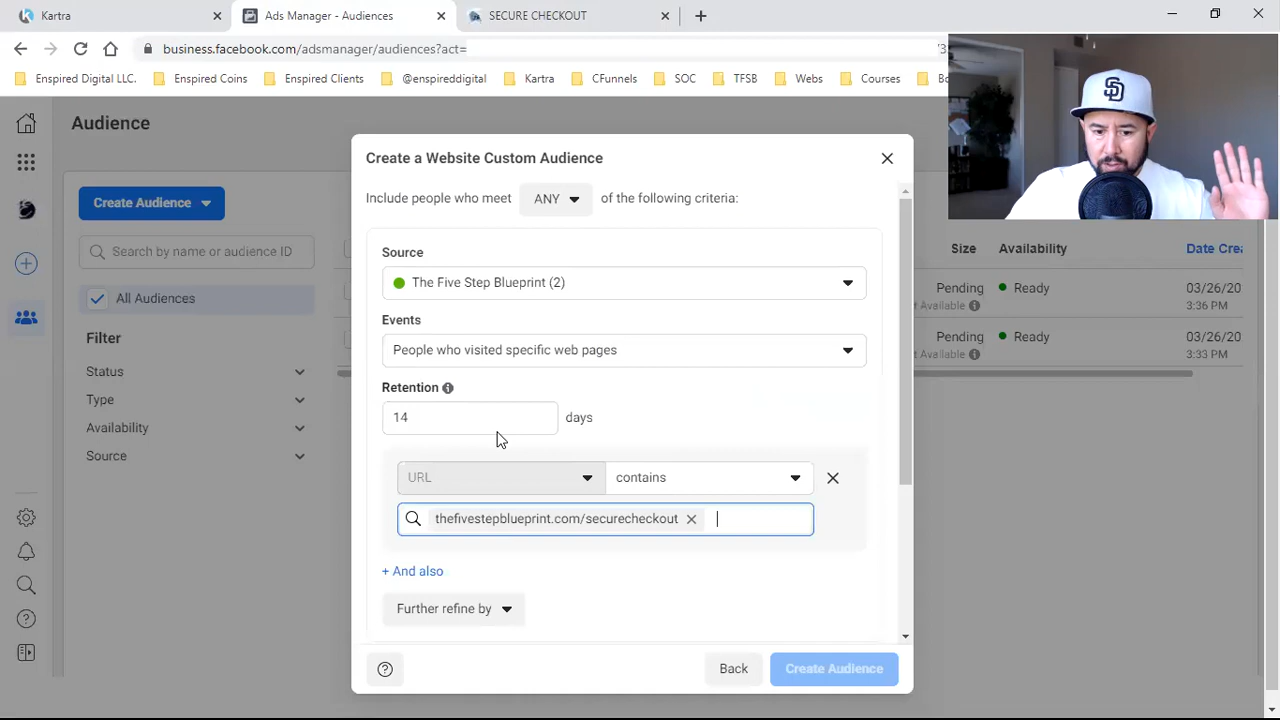 Kartra
Ads Manager - Audiences
SECURE CHECKOUT
business.facebook.com/adsmanager/audiences?act=
Enspired Digital LLC.
Enspired Coins
Enspired Clients
@enspireddigital
Kartra
CFunnels
SOC
TFSB
Webs
Courses
SD
Audience
Create Audience
Search by name or audience ID
All Audiences
Filter
Status
Type
Availability
Source
Size
Availability
Date Crea
Pending
Ready
03/26/20
t Available
3:36 PM
Pending
Ready
03/26/20
t Available
3:33 PM
Create a Website Custom Audience
Include people who meet ANY of the following criteria:
Source
The Five Step Blueprint (2)
Events
People who visited specific web pages
Retention
14 days
URL contains
thefivestepblueprint.com/securecheckout
+ And also
Further refine by
Back
Create Audience